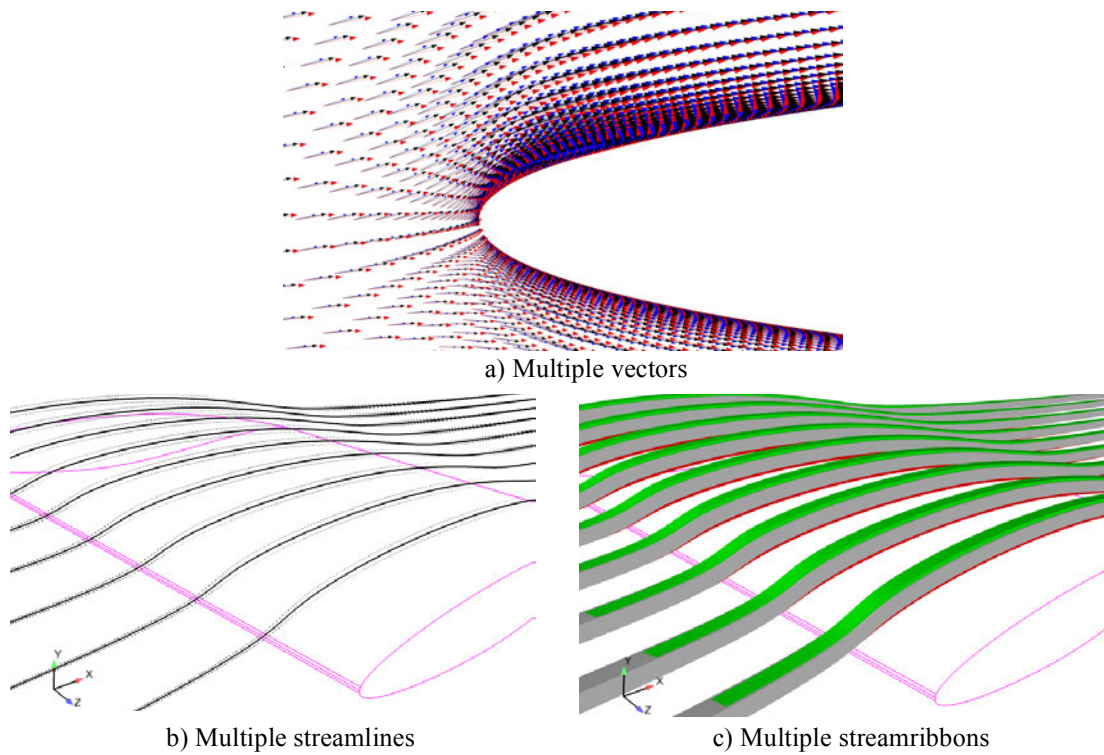 a) Multiple vectors
Y
X
Z
b) Multiple streamlines
Y
X
Z
c) Multiple streamribbons